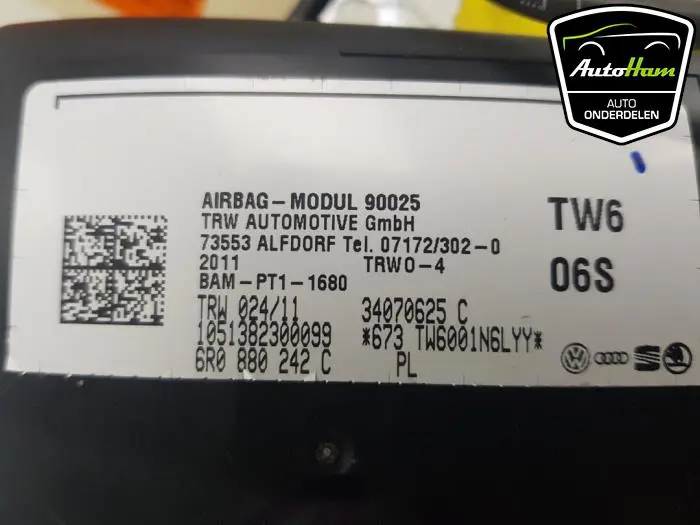 AutoHam
AUTO
ONDERDELEN
AIRBAG-MODUL 90025
TRW AUTOMOTIVE GmbH
73553 ALFDORF Tel. 07172/302-0
2011 TRWO-4
BAM-PT1-1680
TW6
06S
TRW 024/11 34070625 C
1051382300099 *673 TW6001N6LYY*
6R0 880 242 C PL